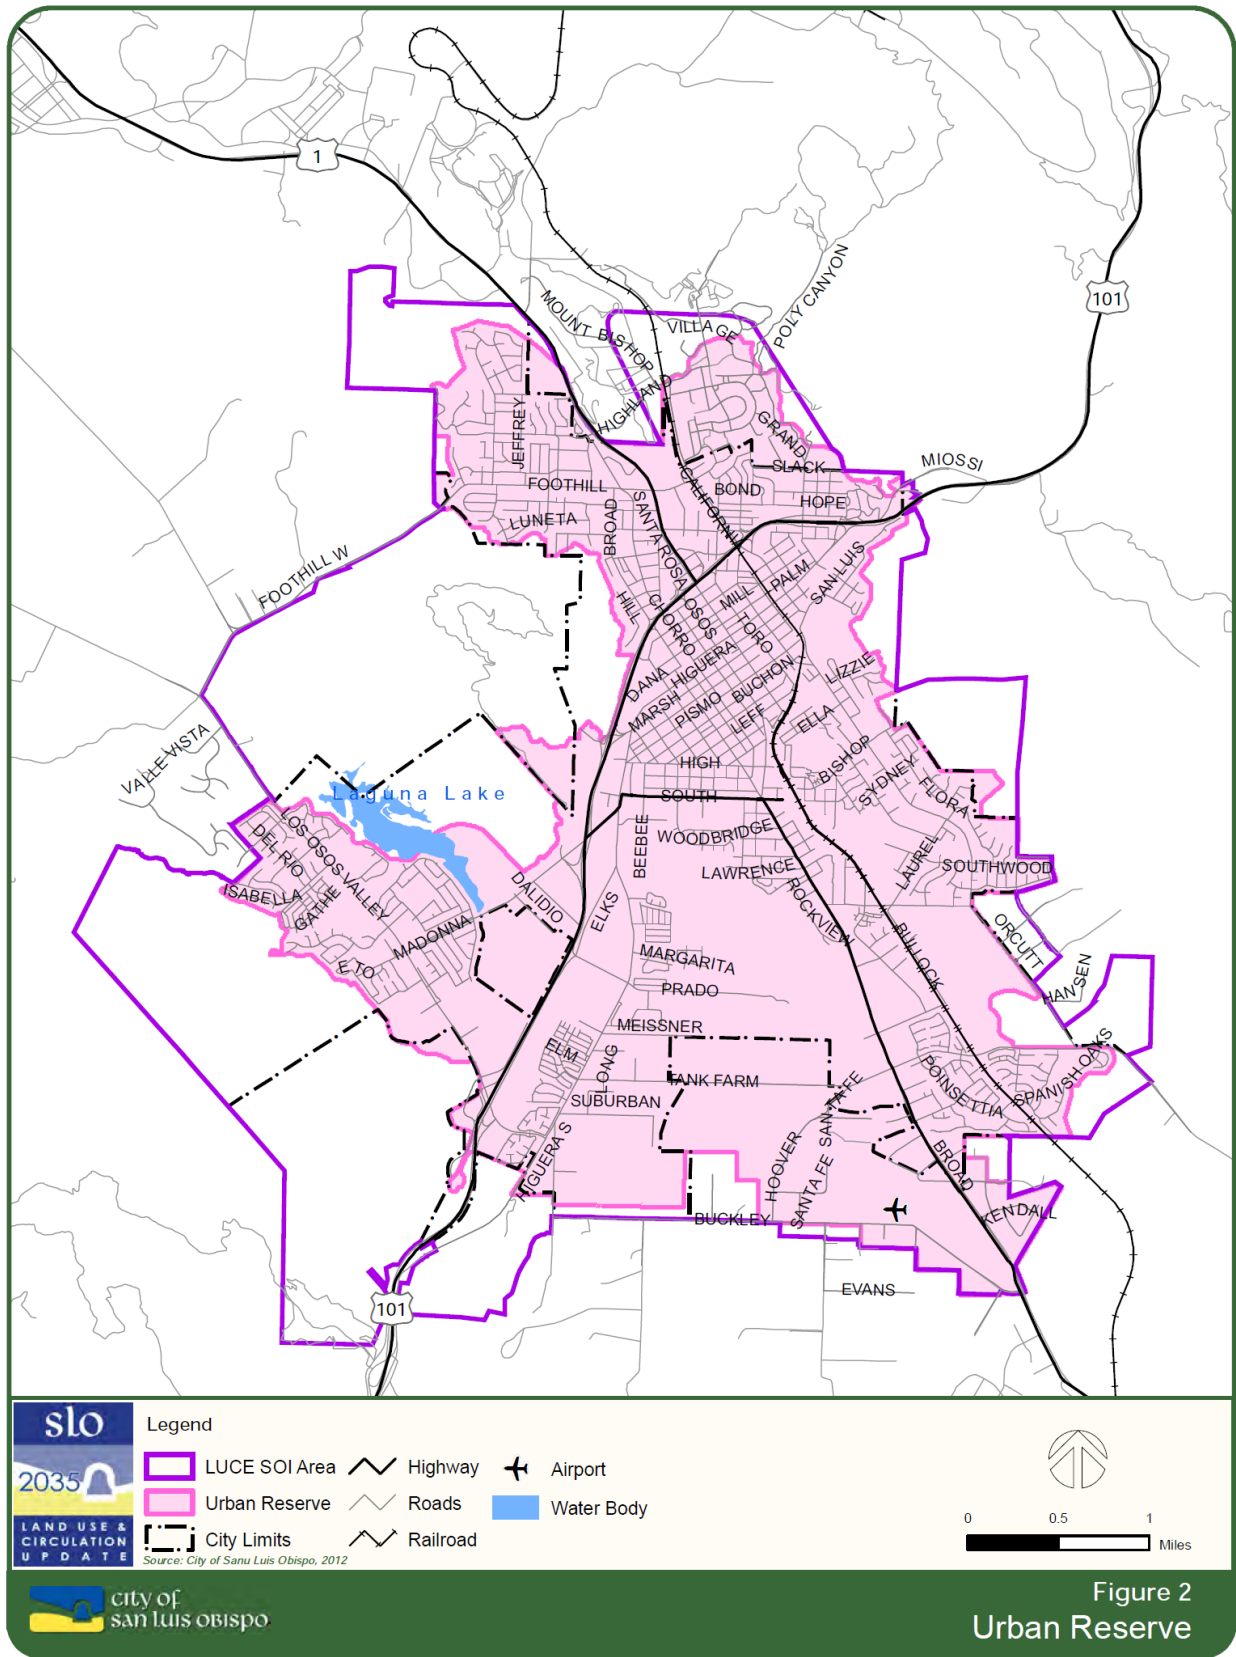 1
101
POLY CANYON
MOUNT BISHOP
VILLAGE
HIGHLAND
JEFFREY
GRAND
SLACK
MIOSSI
FOOTHILL
BOND
HOPE
LUNETA
BROAD
SANTA ROSA
CALIFORNIA
FOOTHILL W
HILL
CHORRO
OSOS
MILL
PALM
SAN LUIS
TORO
HIGUERA
DANA
MARSH
PISMO
BUCHON
LEFF
LIZZIE
ELLA
VALLE VISTA
HIGH
BISHOP
SYDNEY
FLORA
Laguna Lake
SOUTH
LOS OSOS VALLEY
DEL RIO
BEEBEE
WOODBRIDGE
LAWRENCE
LAUREL
SOUTHWOOD
ISABELLA
GATHE
DALIDIO
ELKS
ROCKVIEW
MADONNA
E TO
BULLOCK
ORCUTT
HANSEN
MARGARITA
PRADO
MEISSNER
ELM
LONG
TANK FARM
SUBURBAN
SANTA FE
POINSETTIA
SPANISH OAKS
HIGUERA S
HOOVER
SANTA FE
BROAD
KENDALL
BUCKLEY
EVANS
101
slo
2035
LAND USE &
CIRCULATION
UPDATE
Legend
LUCE SOI Area
Urban Reserve
City Limits
Highway
Roads
Railroad
Airport
Water Body
Source: City of Sanu Luis Obispo, 2012
0 0.5 1
Miles
city of
san luis obispo
Figure 2
Urban Reserve